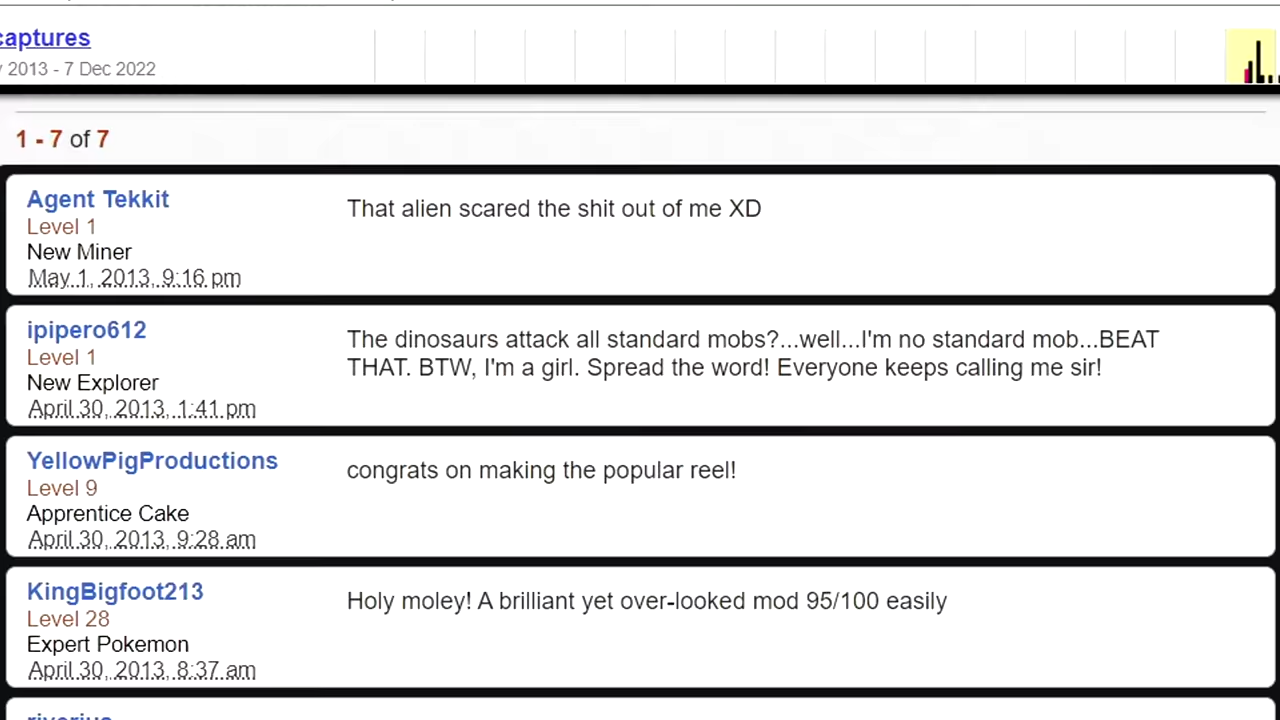 captures
2013 - 7 Dec 2022
1 - 7 of 7
Agent Tekkit
Level 1
New Miner
May 1, 2013, 9:16 pm
That alien scared the shit out of me XD
ipipero612
Level 1
New Explorer
April 30, 2013, 1:41 pm
The dinosaurs attack all standard mobs?...well...I'm no standard mob...BEAT
THAT. BTW, I'm a girl. Spread the word! Everyone keeps calling me sir!
YellowPigProductions
Level 9
Apprentice Cake
April 30, 2013, 9:28 am
congrats on making the popular reel!
KingBigfoot213
Level 28
Expert Pokemon
April 30, 2013, 8:37 am
Holy moley! A brilliant yet over-looked mod 95/100 easily